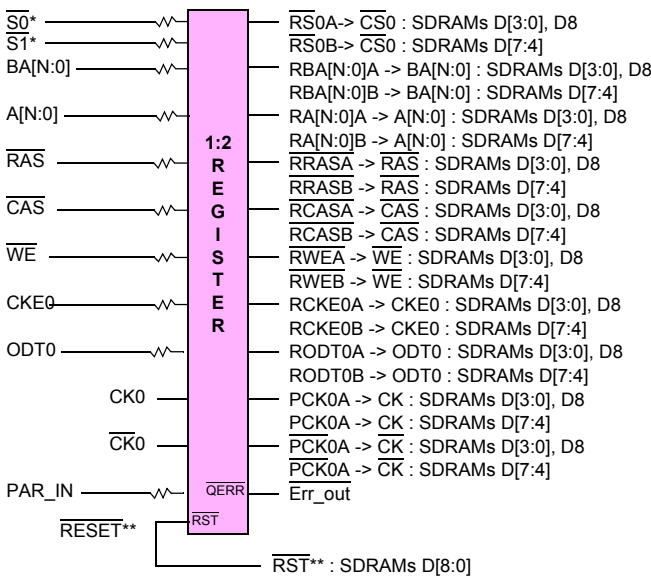 S̅0̅* RS0A-> CS0 : SDRAMs D[3:0], D8
S̅1̅* RS0B-> CS0 : SDRAMs D[7:4]
BA[N:0] RBA[N:0]A -> BA[N:0] : SDRAMs D[3:0], D8
RBA[N:0]B -> BA[N:0] : SDRAMs D[7:4]
A[N:0] RA[N:0]A -> A[N:0] : SDRAMs D[3:0], D8
RA[N:0]B -> A[N:0] : SDRAMs D[7:4]
RAS RRASA -> RAS : SDRAMs D[3:0], D8
RRASB -> RAS : SDRAMs D[7:4]
CAS RCASA -> CAS : SDRAMs D[3:0], D8
RCASB -> CAS : SDRAMs D[7:4]
WE RWEA -> WE : SDRAMs D[3:0], D8
RWEB -> WE : SDRAMs D[7:4]
CKE0 RCKE0A -> CKE0 : SDRAMs D[3:0], D8
RCKE0B -> CKE0 : SDRAMs D[7:4]
ODT0 RODT0A -> ODT0 : SDRAMs D[3:0], D8
RODT0B -> ODT0 : SDRAMs D[7:4]
CK0 PCK0A -> CK : SDRAMs D[3:0], D8
PCK0A -> CK : SDRAMs D[7:4]
CK0 PCK0A -> CK : SDRAMs D[3:0], D8
PCK0A -> CK : SDRAMs D[7:4]
PAR_IN QERR Err_out
RESET** RST
RST** : SDRAMs D[8:0]
1:2
R
E
G
I
S
T
E
R